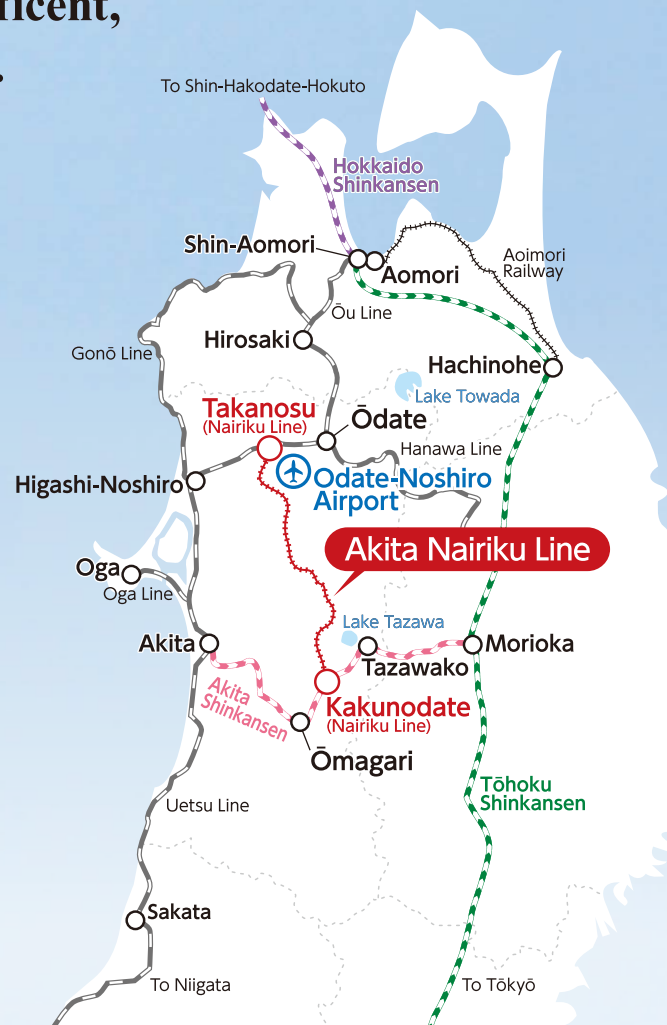 ficent,
To Shin-Hakodate-Hokuto
Hokkaido
Shinkansen
Shin-Aomori
Aomori
Aoimori
Railway
Ōu Line
Hirosaki
Gonō Line
Hachinohe
Lake Towada
Takanosu
(Nairiku Line)
Ōdate
Hanawa Line
Higashi-Noshiro
Odate-Noshiro
Airport
Akita Nairiku Line
Oga
Oga Line
Lake Tazawa
Akita
Morioka
Tazawako
Akita
Shinkansen
Kakunodate
(Nairiku Line)
Ōmagari
Tōhoku
Shinkansen
Uetsu Line
Sakata
To Niigata
To Tōkyō